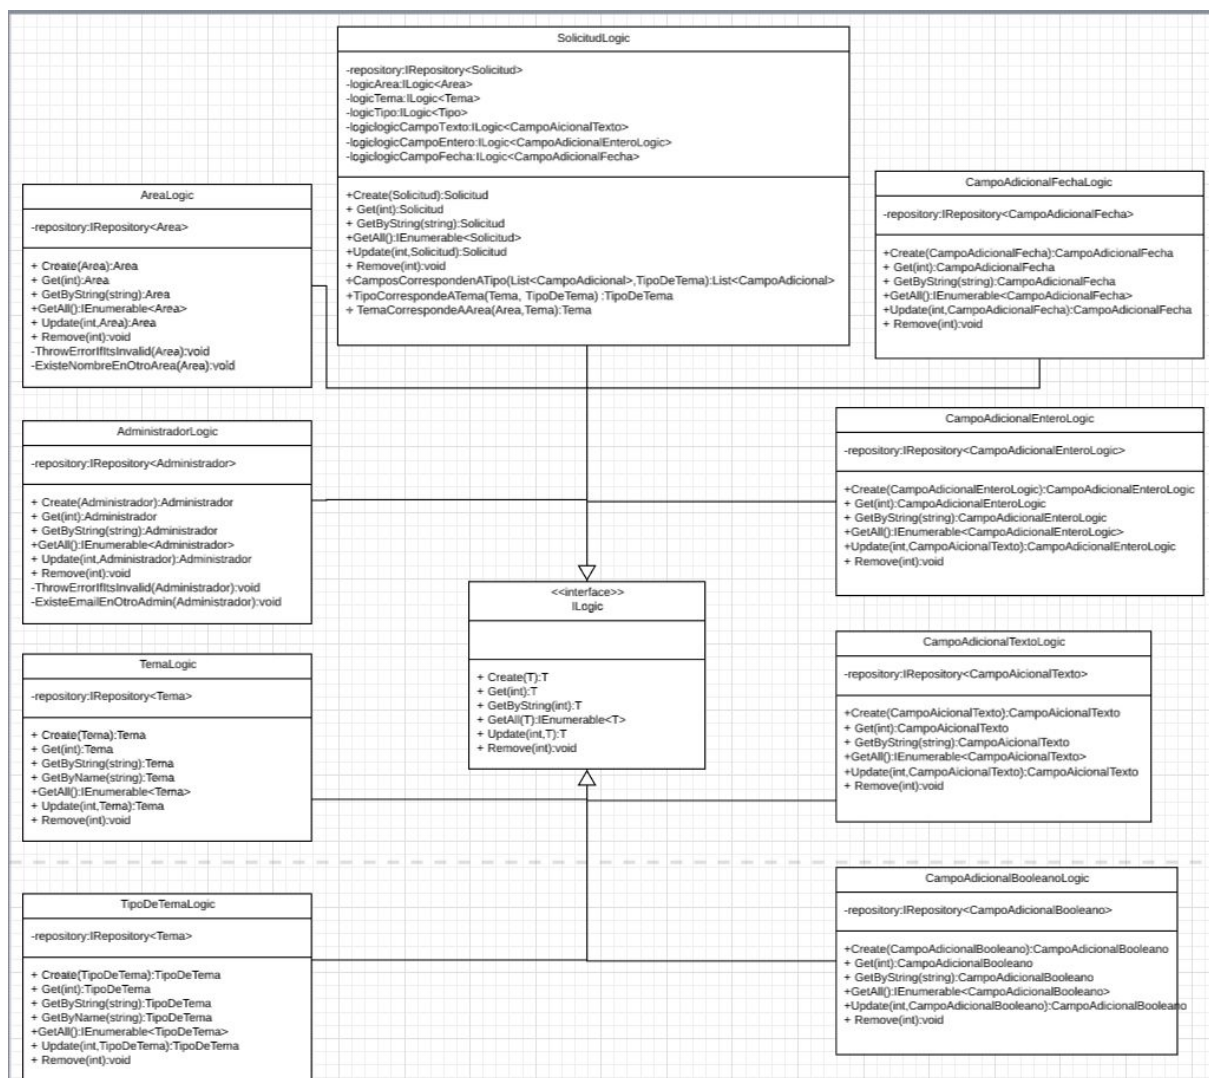 SolicitudLogic
-repository:IRepository<Solicitud>
-logicArea:ILogic<Area>
-logicTema:ILogic<Tema>
-logicTipo:ILogic<Tipo>
-logiclogicCampoTexto:ILogic<CampoAicionalTexto>
-logiclogicCampoEntero:ILogic<CampoAdicionalEnteroLogic>
-logiclogicCampoFecha:ILogic<CampoAdicionalFecha>
+Create(Solicitud):Solicitud
+ Get(int):Solicitud
+ GetByString(string):Solicitud
+GetAll():IEnumerable<Solicitud>
+Update(int,Solicitud):Solicitud
+ Remove(int):void
+CamposCorrespondenATipo(List<CampoAdicional>,TipoDeTema):List<CampoAdicional>
+TipoCorrespondeATema(Tema, TipoDeTema) :TipoDeTema
+ TemaCorrespondeAArea(Area,Tema):Tema
AreaLogic
-repository:IRepository<Area>
+ Create(Area):Area
+ Get(int):Area
+ GetByString(string):Area
+GetAll():IEnumerable<Area>
+ Update(int,Area):Area
+ Remove(int):void
-ThrowErrorIfItsInvalid(Area):void
-ExisteNombreEnOtroArea(Area):void
CampoAdicionalFechaLogic
-repository:IRepository<CampoAdicionalFecha>
+Create(CampoAdicionalFecha):CampoAdicionalFecha
+ Get(int):CampoAdicionalFecha
+ GetByString(string):CampoAdicionalFecha
+GetAll():IEnumerable<CampoAdicionalFecha>
+Update(int,CampoAdicionalFecha):CampoAdicionalFecha
+ Remove(int):void
AdministradorLogic
-repository:IRepository<Administrador>
+ Create(Administrador):Administrador
+ Get(int):Administrador
+ GetByString(string):Administrador
+GetAll():IEnumerable<Administrador>
+ Update(int,Administrador):Administrador
+ Remove(int):void
-ThrowErrorIfItsInvalid(Administrador):void
-ExisteEmailEnOtroAdmin(Administrador):void
CampoAdicionalEnteroLogic
-repository:IRepository<CampoAdicionalEnteroLogic>
+Create(CampoAdicionalEnteroLogic):CampoAdicionalEnteroLogic
+ Get(int):CampoAdicionalEnteroLogic
+ GetByString(string):CampoAdicionalEnteroLogic
+GetAll():IEnumerable<CampoAdicionalEnteroLogic>
+Update(int,CampoAicionalTexto):CampoAdicionalEnteroLogic
+ Remove(int):void
<<interface>>
ILogic
+ Create(T):T
+ Get(int):T
+ GetByString(int):T
+ GetAll(T):IEnumerable<T>
+ Update(int,T):T
+ Remove(int):void
TemaLogic
-repository:IRepository<Tema>
+ Create(Tema):Tema
+ Get(int):Tema
+ GetByString(string):Tema
+ GetByName(string):Tema
+GetAll():IEnumerable<Tema>
+ Update(int,Tema):Tema
+ Remove(int):void
CampoAdicionalTextoLogic
-repository:IRepository<CampoAicionalTexto>
+Create(CampoAicionalTexto):CampoAicionalTexto
+ Get(int):CampoAicionalTexto
+ GetByString(string):CampoAicionalTexto
+GetAll():IEnumerable<CampoAicionalTexto>
+Update(int,CampoAicionalTexto):CampoAicionalTexto
+ Remove(int):void
TipoDeTemaLogic
-repository:IRepository<Tema>
+ Create(TipoDeTema):TipoDeTema
+ Get(int):TipoDeTema
+ GetByString(string):TipoDeTema
+ GetByName(string):TipoDeTema
+GetAll():IEnumerable<TipoDeTema>
+ Update(int,TipoDeTema):TipoDeTema
+ Remove(int):void
CampoAdicionalBooleanoLogic
-repository:IRepository<CampoAdicionalBooleano>
+Create(CampoAdicionalBooleano):CampoAdicionalBooleano
+ Get(int):CampoAdicionalBooleano
+ GetByString(string):CampoAdicionalBooleano
+GetAll():IEnumerable<CampoAdicionalBooleano>
+Update(int,CampoAdicionalBooleano):CampoAdicionalBooleano
+ Remove(int):void